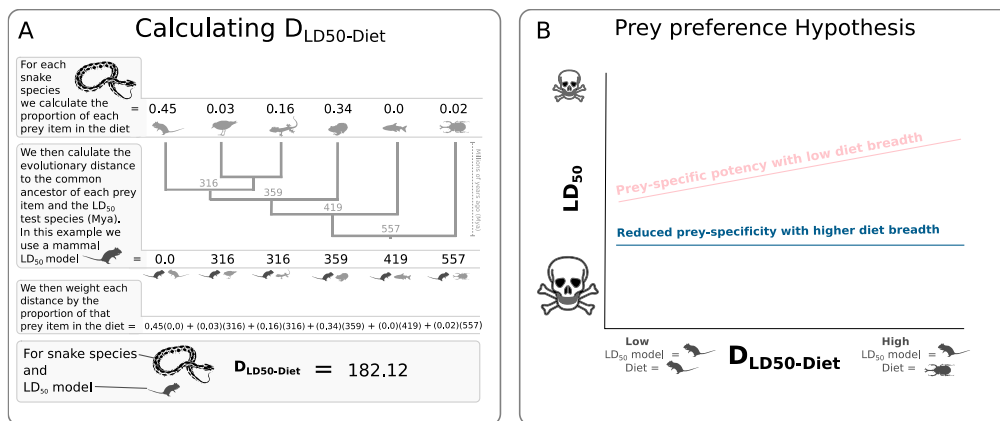 A
Calculating D_LD50-Diet
For each
snake
species
we calculate the
proportion of each
prey item in the diet
= 0.45 0.03 0.16 0.34 0.0 0.02
We then calulate the
evolutionary distance
to the common
ancestor of each prey
item and the LD50
test species (Mya).
In this example we
use a mammal
LD50 model
316
359
419
557
Millions of years ago (Mya)
= 0.0 316 316 359 419 557
We then weight each
distance by the
proportion of that
prey item in the diet = 0,45(0,0) + (0,03)(316) + (0,16)(316) + (0,34)(359) + (0.0)(419) + (0.02)(557)
For snake species
and
LD50 model
D_LD50-Diet = 182.12
B
Prey preference Hypothesis
LD50
Prey-specific potency with low diet breadth
Reduced prey-specificity with higher diet breadth
Low
LD50 model =
Diet =
D_LD50-Diet
High
LD50 model =
Diet =